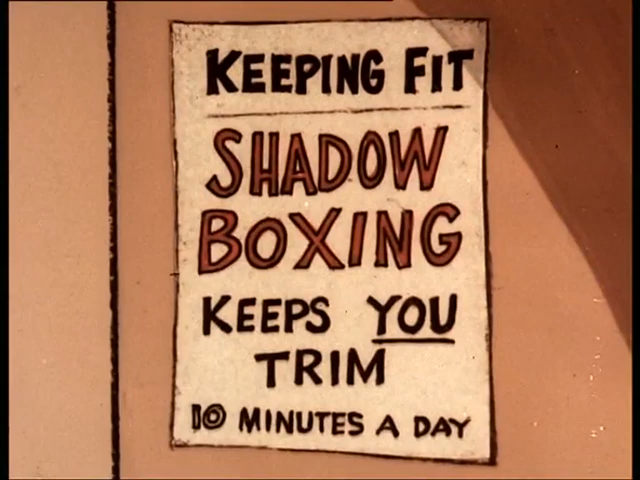 KEEPING FIT
SHADOW
BOXING
KEEPS YOU
TRIM
10 MINUTES A DAY